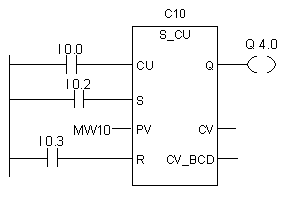 C10
S_CU
I 0.0
CU
Q
Q 4.0
I 0.2
S
MW10
PV
CV
I 0.3
R
CV_BCD